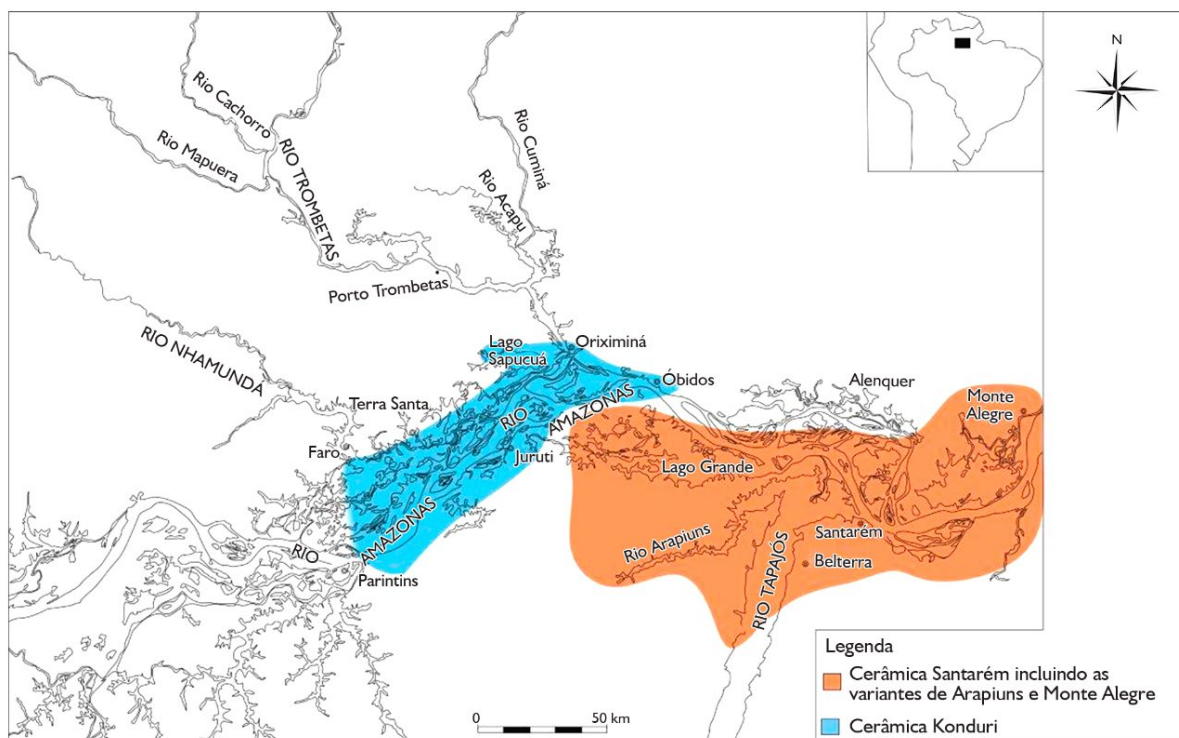 N
Rio Cachorro
Rio Mapuera
RIO TROMBETAS
Rio Cuminá
Rio Acapu
Porto Trombetas
RIO NHAMUNDÁ
Lago
Sapucuá
Oriximiná
Óbidos
Alenquer
Monte
Alegre
Terra Santa
Faro
RIO
AMAZONAS
Juruti
Lago Grande
AMAZONAS
RIO
Parintins
Rio Arapiuns
RIO TAPAJÓS
Santarém
Belterra
0
50 km
Legenda
Cerâmica Santarém incluindo as
variantes de Arapiuns e Monte Alegre
Cerâmica Konduri